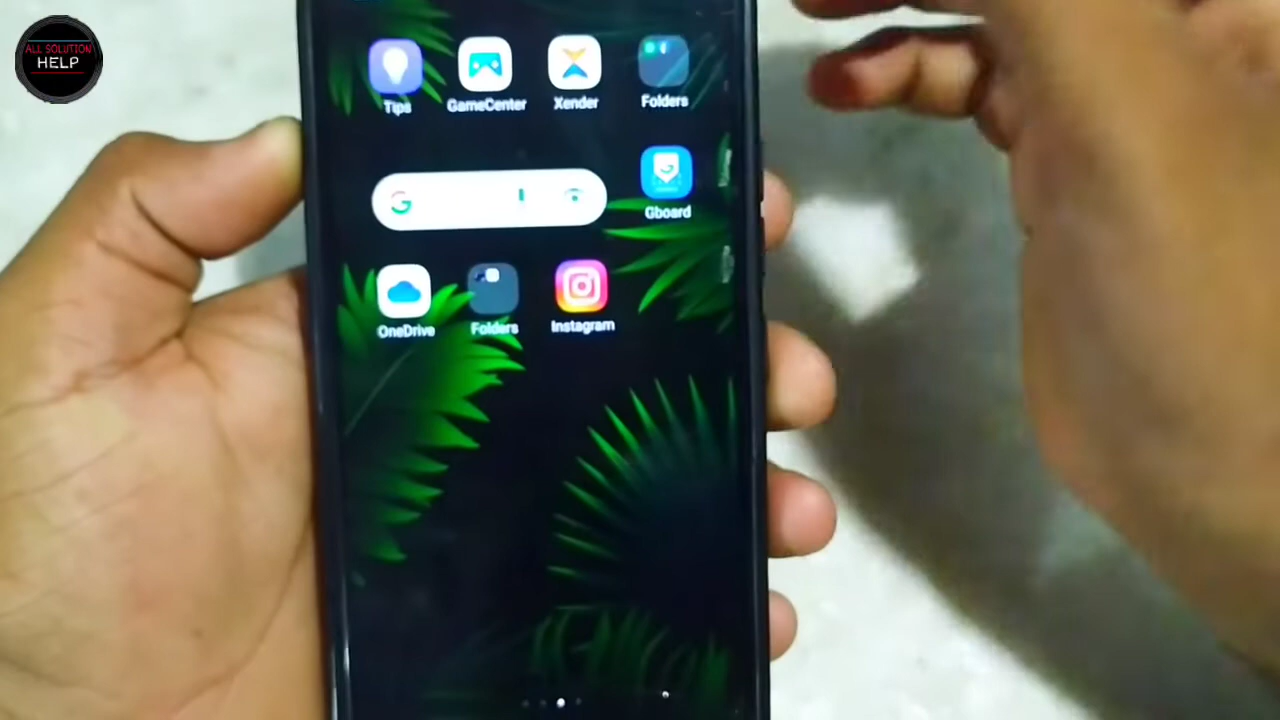 ALL SOLUTION
HELP
Tips
GameCenter
Xender
Folders
G
Gboard
OneDrive
Folders
Instagram